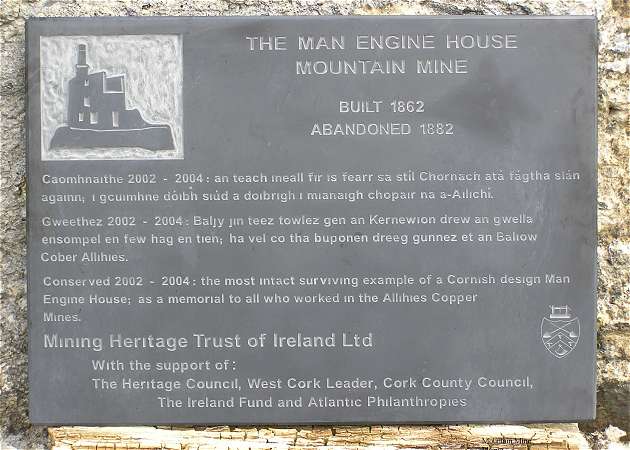 THE MAN ENGINE HOUSE
MOUNTAIN MINE
BUILT 1862
ABANDONED 1882
Caomhnaithe 2002 - 2004: an teach ineall fir is fearr sa stíl Chornach atá fágtha slán
againn; i gcuimhne dóibh siúd a doibrigh i mianaigh chopair na a-Ailichí.
Gweethez 2002 - 2004: Baljy jin teez towlez gen an Kernewion drew an gwella
ensompel en few hag en tien; ha vel co tha buponen dreeg gunnez et an Baliow
Cober Allihies.
Conserved 2002 - 2004: the most intact surviving example of a Cornish design Man
Engine House; as a memorial to all who worked in the Allihies Copper
Mines.
Mining Heritage Trust of Ireland Ltd
With the support of:
The Heritage Council, West Cork Leader, Cork County Council,
The Ireland Fund and Atlantic Philanthropies